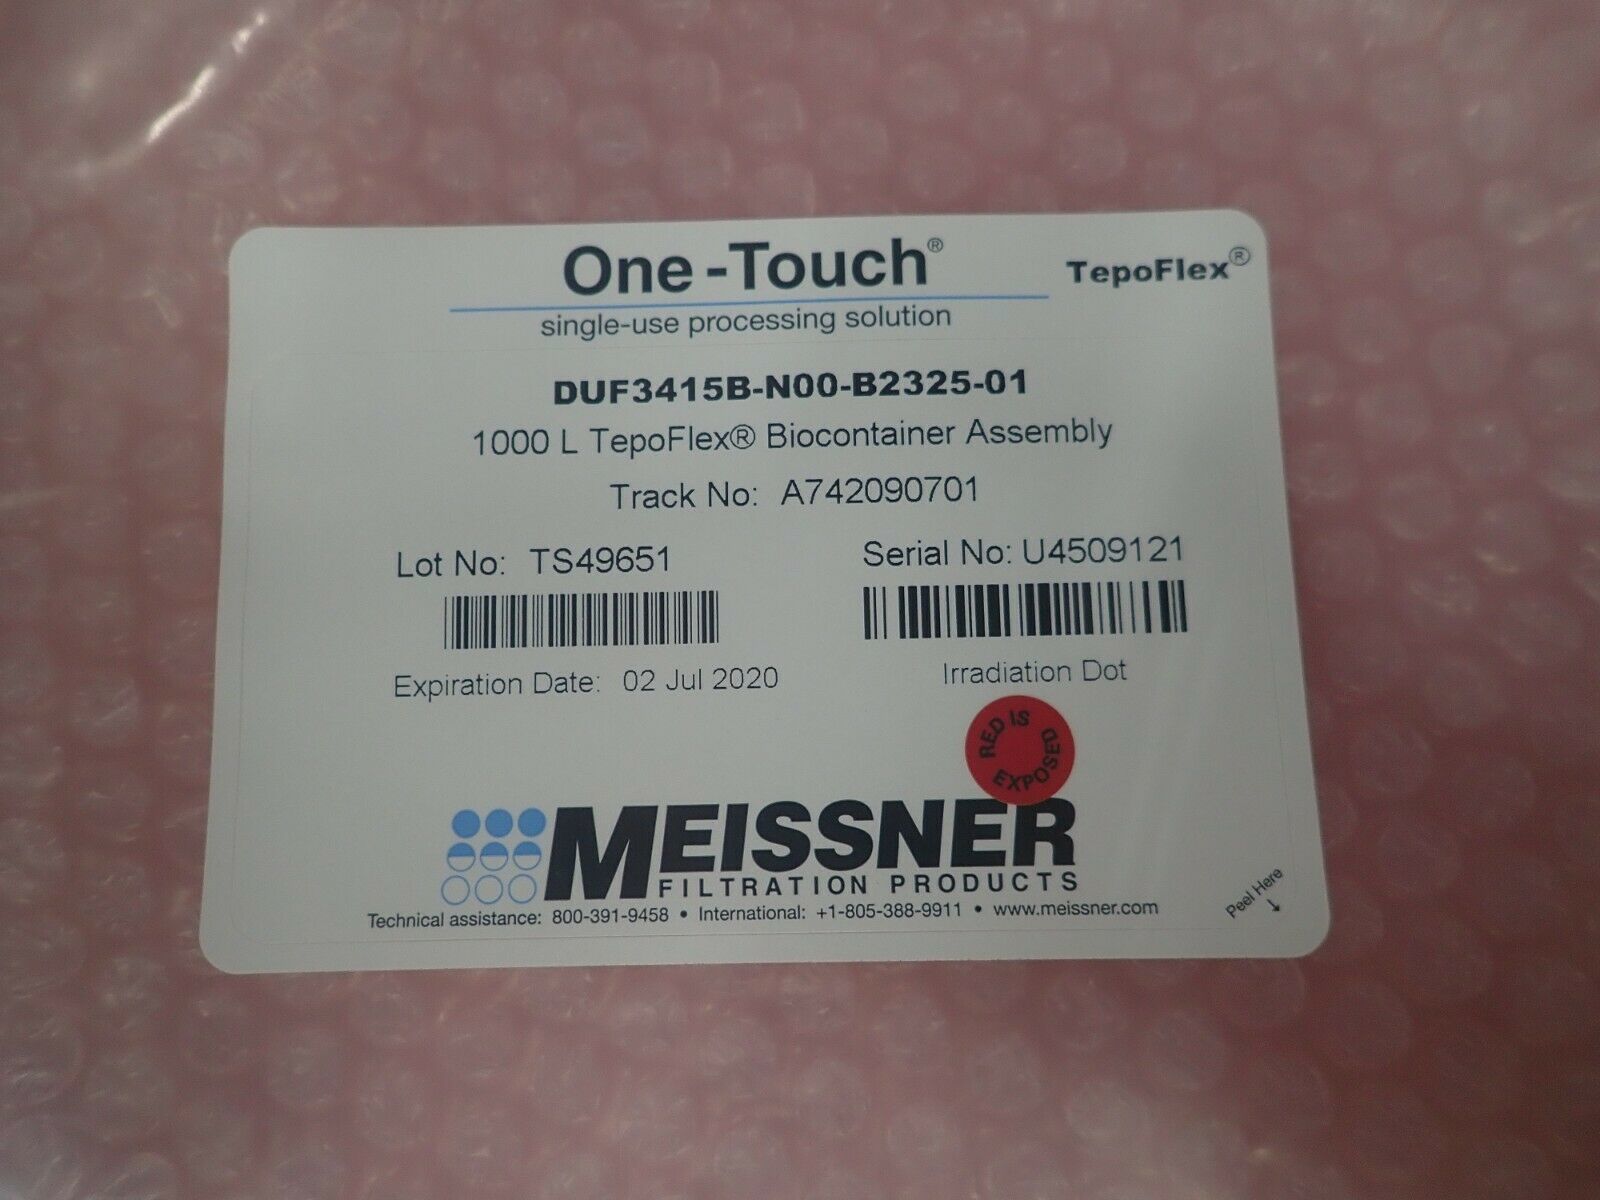 One-Touch®
TepoFlex®
single-use processing solution
DUF3415B-N00-B2325-01
1000 L TepoFlex® Biocontainer Assembly
Track No: A742090701
Lot No: TS49651
Serial No: U4509121
Expiration Date: 02 Jul 2020
Irradiation Dot
RED IS EXPOSED
MEISSNER
FILTRATION PRODUCTS
Technical assistance: 800-391-9458 • International: +1-805-388-9911 • www.meissner.com
Peel Here